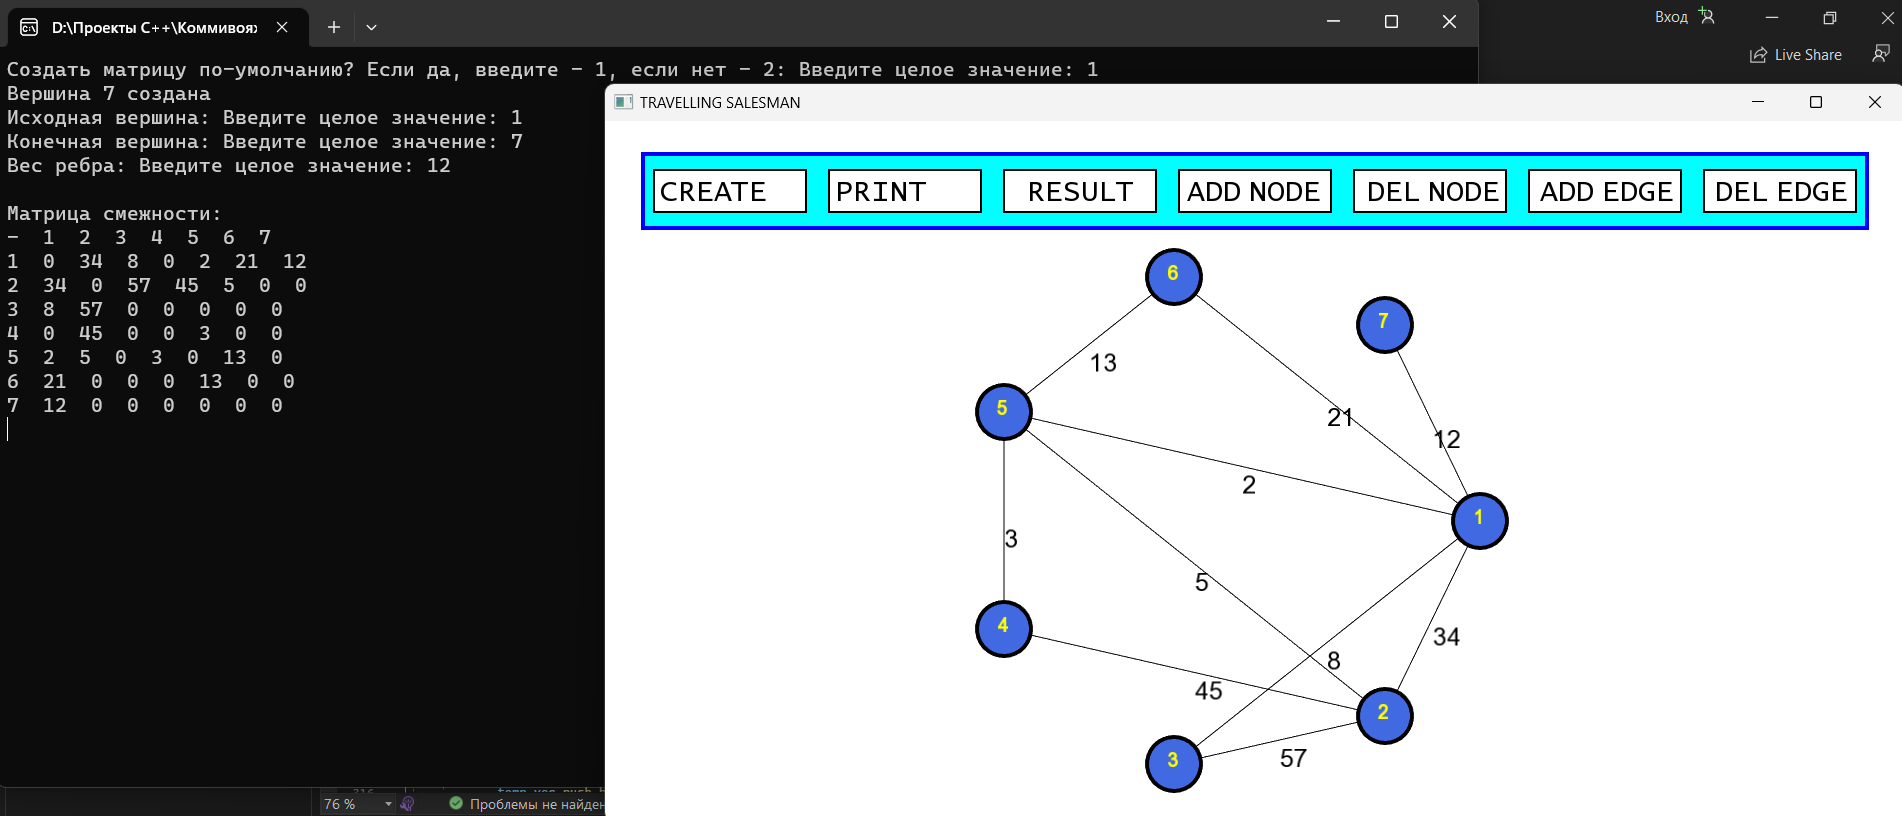 D:\Проекты C++\Коммивоя
Создать матрицу по-умолчанию? Если да, введите - 1, если нет - 2: Введите целое значение: 1
Вершина 7 создана
Исходная вершина: Введите целое значение: 1
Конечная вершина: Введите целое значение: 7
Вес ребра: Введите целое значение: 12
Матрица смежности:
- 1 2 3 4 5 6 7
1 0 34 8 0 2 21 12
2 34 0 57 45 5 0 0
3 8 57 0 0 0 0 0
4 0 45 0 0 3 0 0
5 2 5 0 3 0 13 0
6 21 0 0 0 13 0 0
7 12 0 0 0 0 0 0
Вход
Live Share
TRAVELLING SALESMAN
CREATE PRINT RESULT ADD NODE DEL NODE ADD EDGE DEL EDGE
6
7
13
5
21
12
2
1
3
5
4
34
8
45
2
3
57
76 %
Проблемы не найден